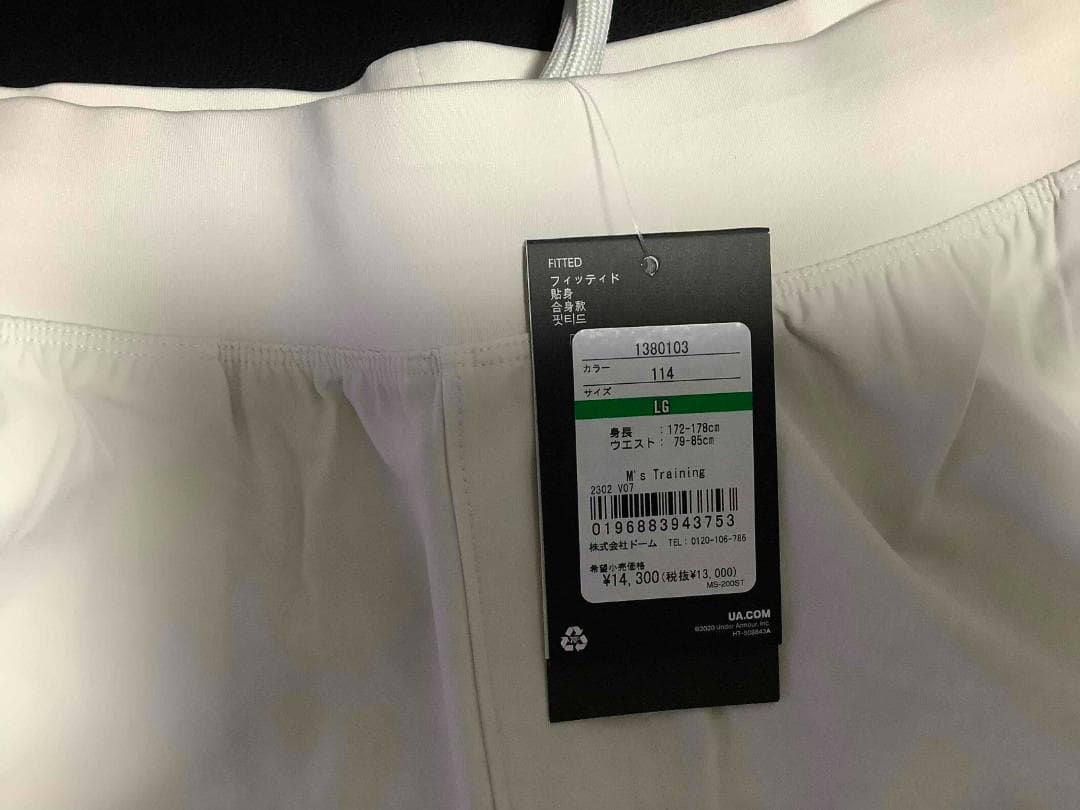 FITTED
フィッティド
貼身
合身款
핏티드
1380103
カラー 114
サイズ
LG
身長 :172-178cm
ウエスト: 79-85cm
M's Training
2302 V07
0196883943753
株式会社ドーム TEL:0120-106-786
希望小売価格
¥14,300(税抜¥13,000)
MS-200ST
UA.COM
©2020 Under Armour, Inc.